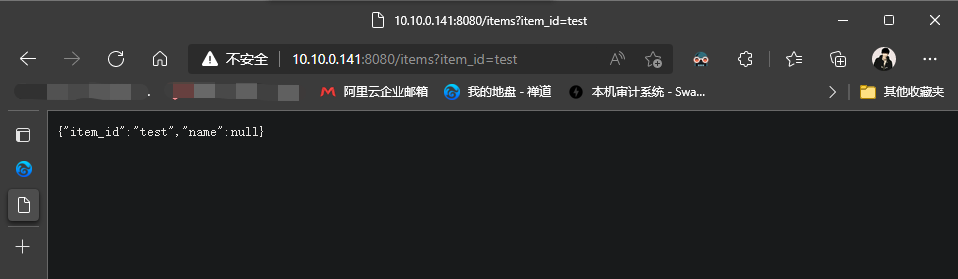 10.10.0.141:8080/items?item_id=test
不安全 10.10.0.141:8080/items?item_id=test
阿里云企业邮箱 我的地盘 - 禅道 本机审计系统 - Swa... 其他收藏夹
{"item_id":"test","name":null}